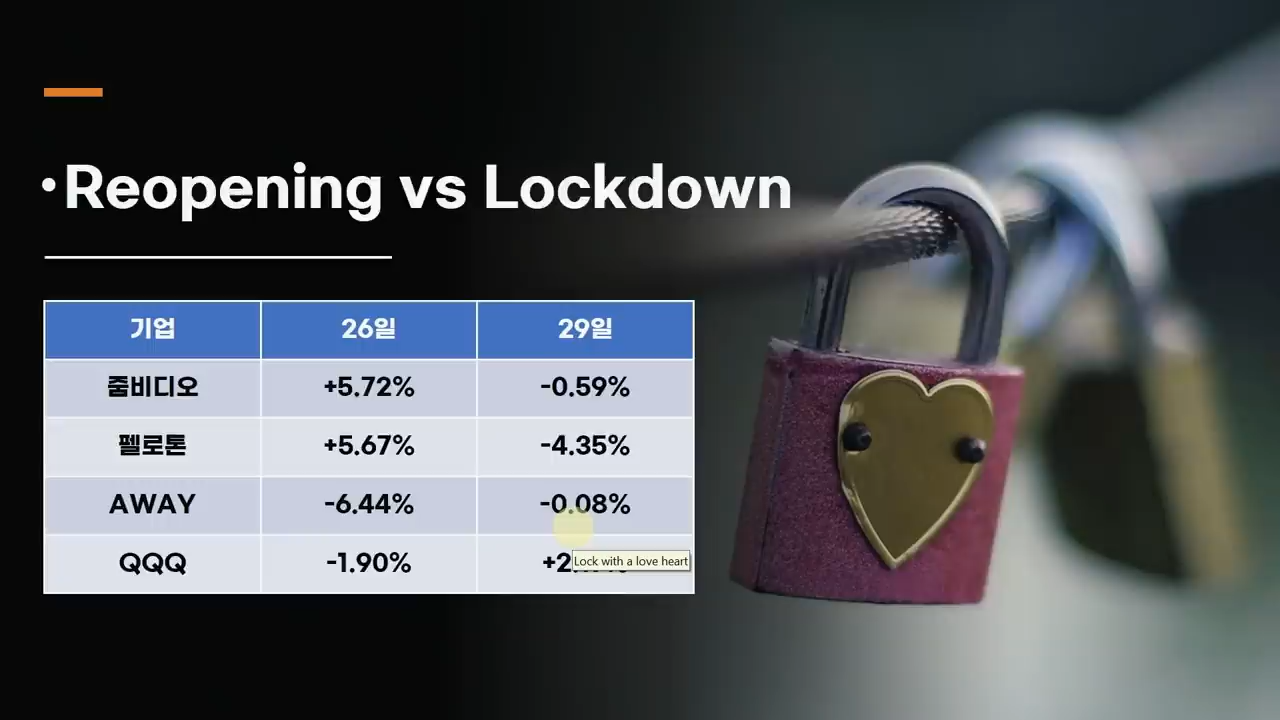 •Reopening vs Lockdown
기업 26일 29일
줌비디오 +5.72% -0.59%
펠로톤 +5.67% -4.35%
AWAY -6.44% -0.08%
QQQ -1.90%
Lock with a love heart